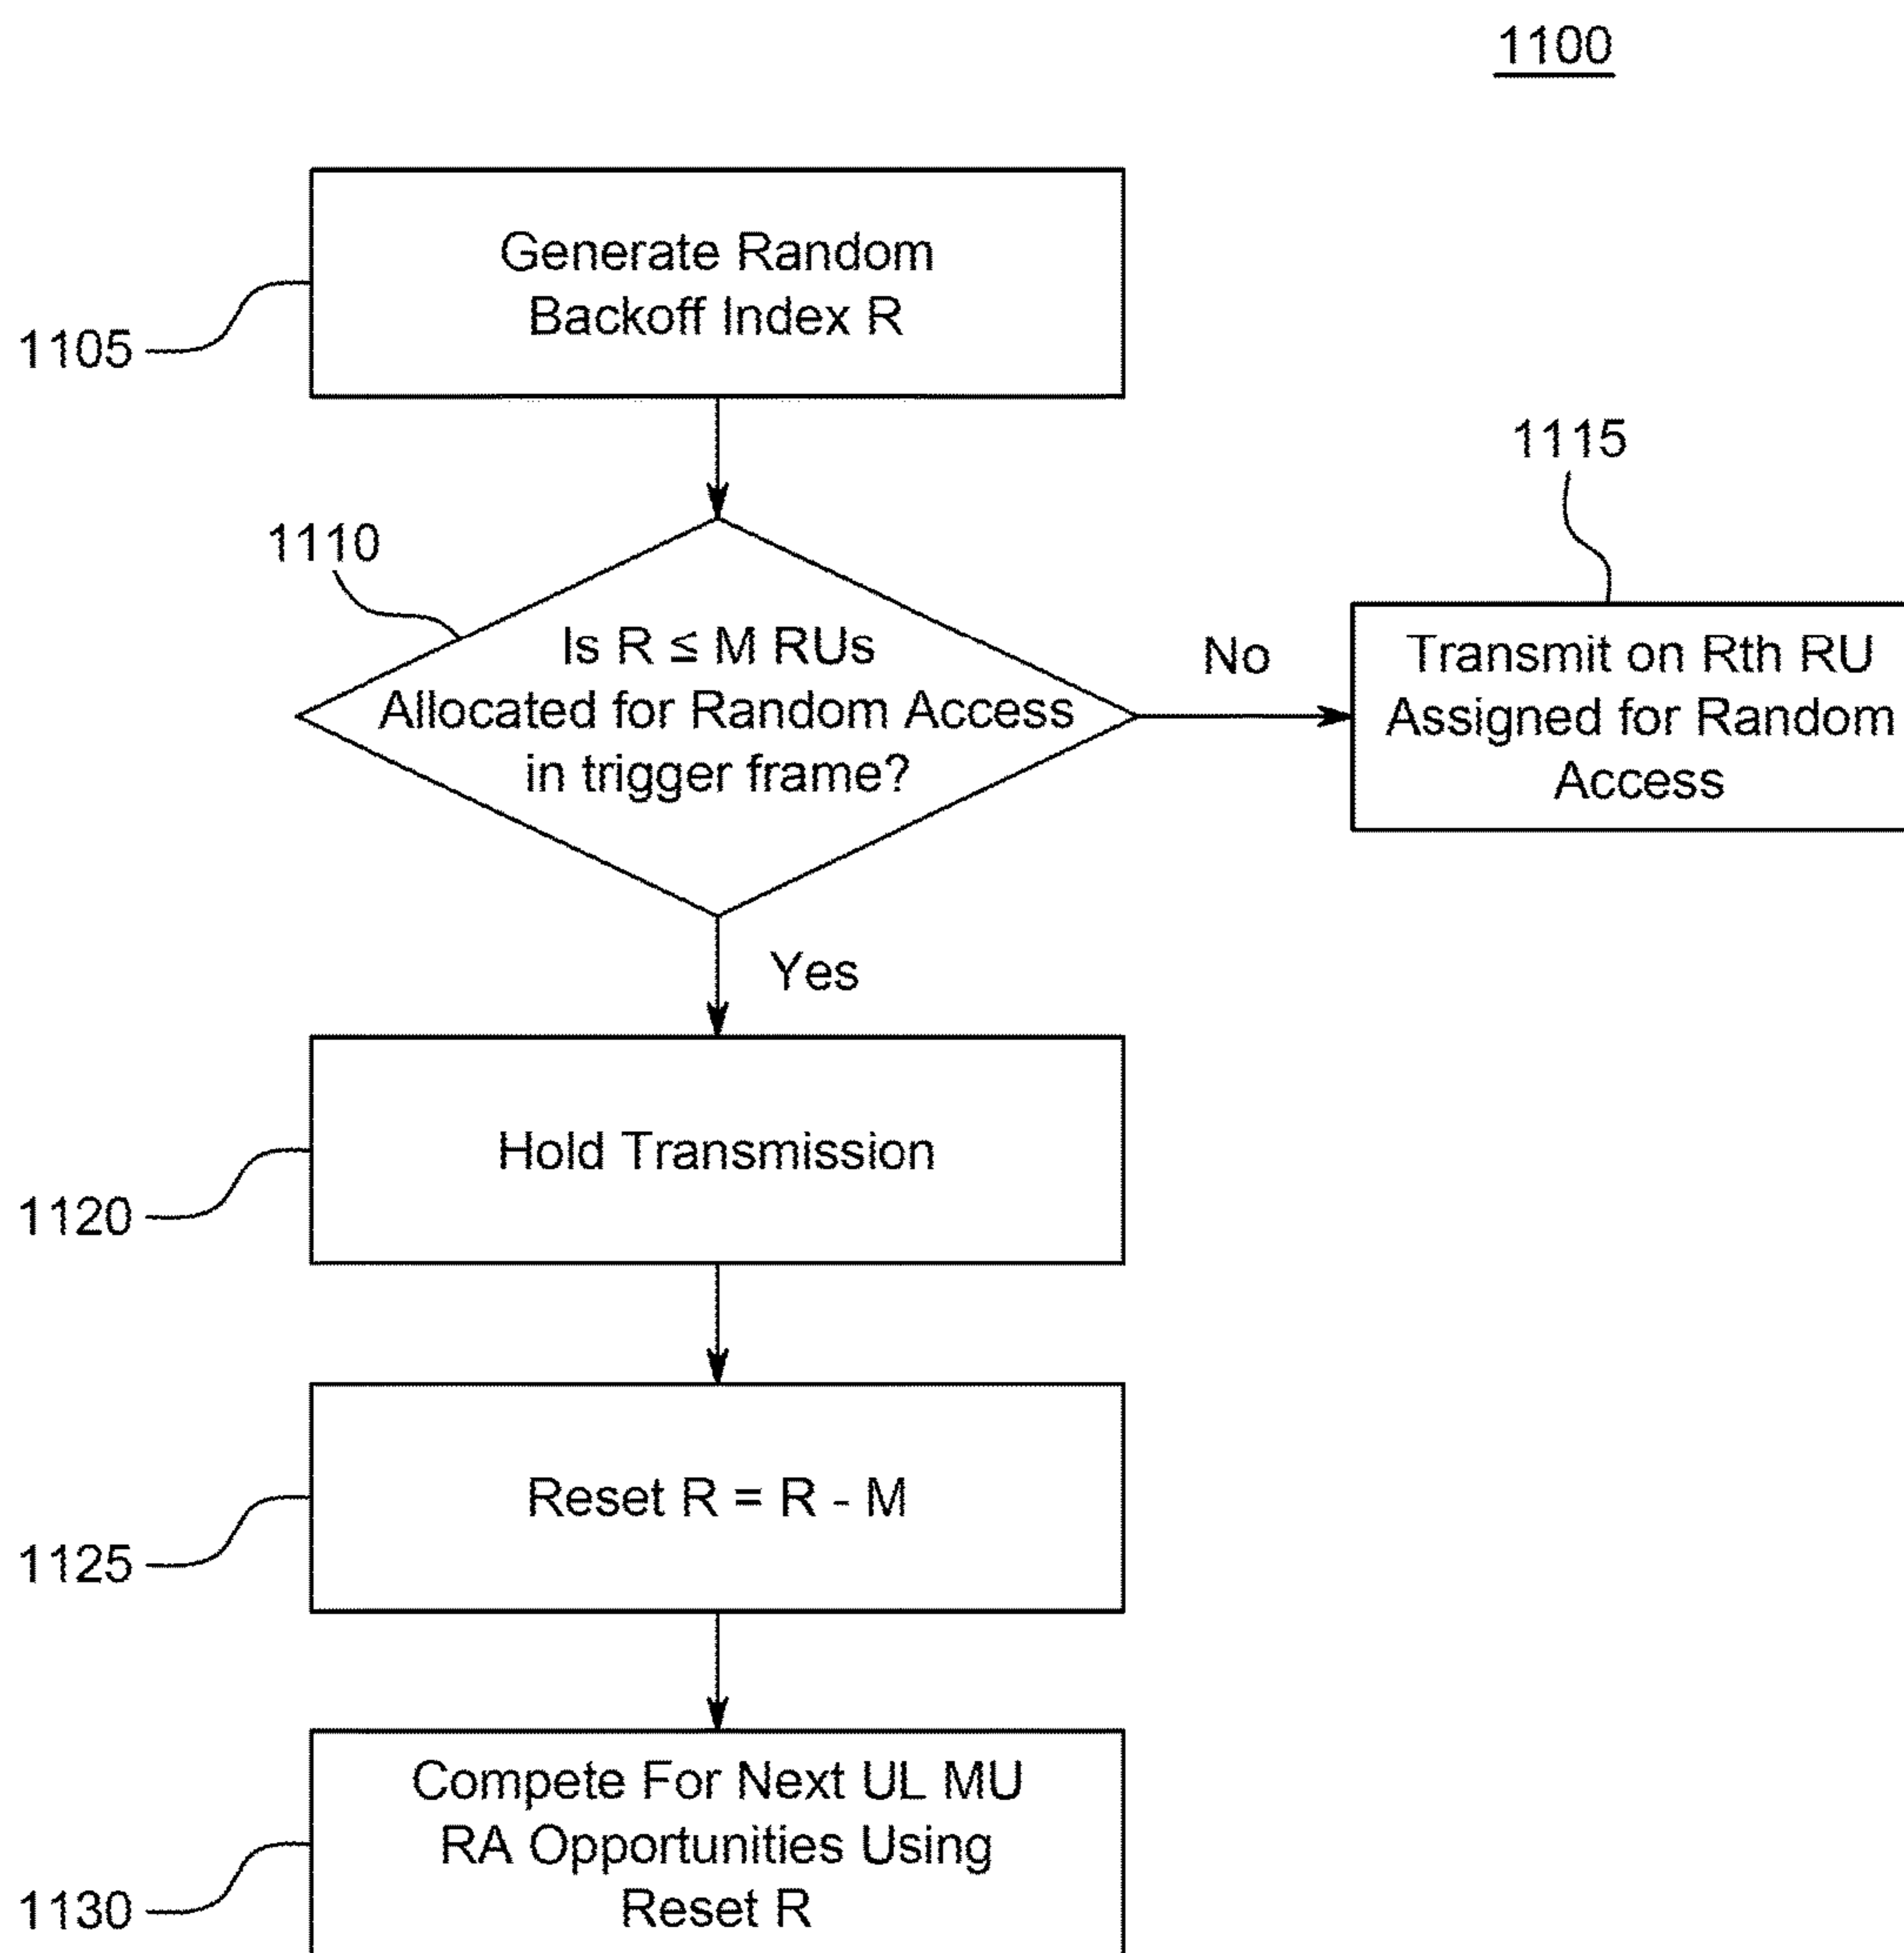 1100
Generate Random
Backoff Index R
1105
1115
1110
Is R ≤ M RUs
Allocated for Random Access
in trigger frame?
No
Transmit on Rth RU
Assigned for Random
Access
Yes
Hold Transmission
1120
Reset R = R - M
1125
Compete For Next UL MU
RA Opportunities Using
Reset R
1130